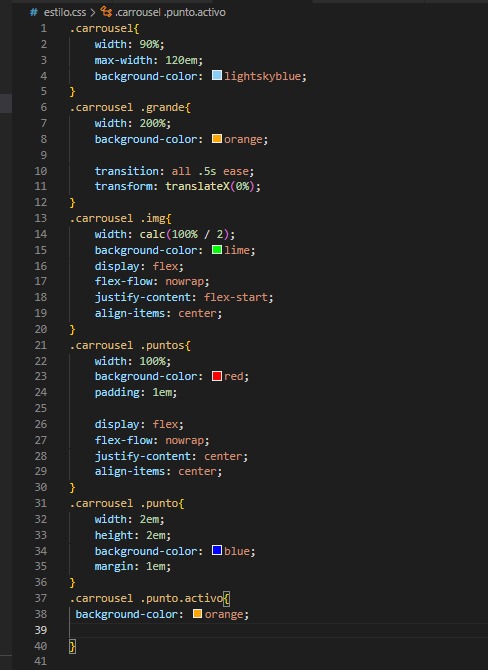 # estilo.css > .carrousel .punto.activo
1 .carrousel{
2 width: 90%;
3 max-width: 120em;
4 background-color: lightskyblue;
5 }
6 .carrousel .grande{
7 width: 200%;
8 background-color: orange;
9
10 transition: all .5s ease;
11 transform: translateX(0%);
12 }
13 .carrousel .img{
14 width: calc(100% / 2);
15 background-color: lime;
16 display: flex;
17 flex-flow: nowrap;
18 justify-content: flex-start;
19 align-items: center;
20 }
21 .carrousel .puntos{
22 width: 100%;
23 background-color: red;
24 padding: 1em;
25
26 display: flex;
27 flex-flow: nowrap;
28 justify-content: center;
29 align-items: center;
30 }
31 .carrousel .punto{
32 width: 2em;
33 height: 2em;
34 background-color: blue;
35 margin: 1em;
36 }
37 .carrousel .punto.activo{
38 background-color: orange;
39
40 }
41